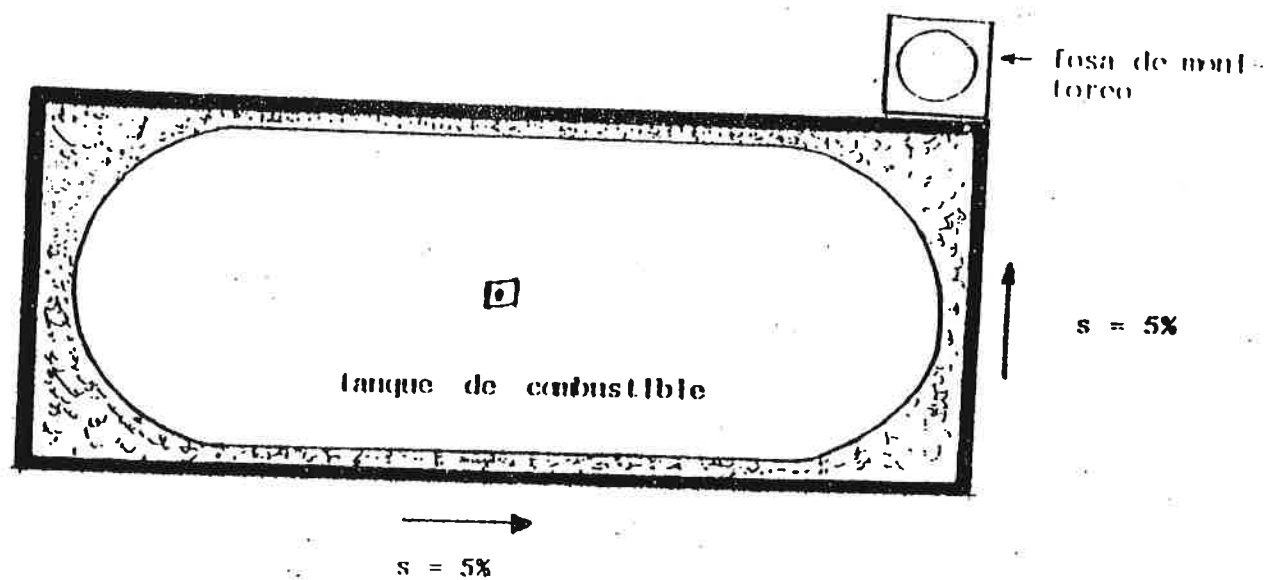 fosa de moni-
toreo
s = 5%
tanque de combustible
s = 5%